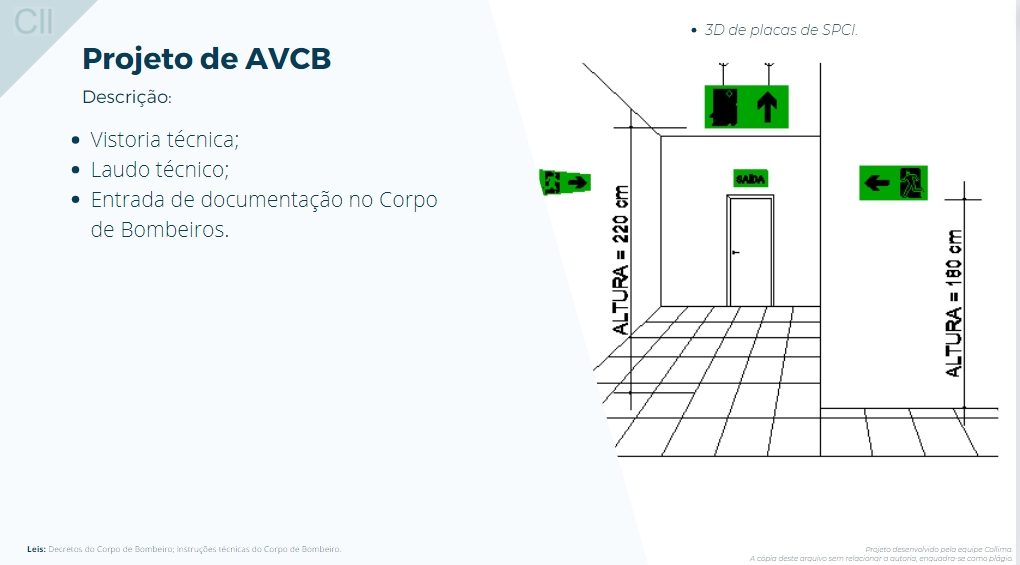 CII
Projeto de AVCB
Descrição:
• Vistoria técnica;
• Laudo técnico;
• Entrada de documentação no Corpo
de Bombeiros.
• 3D de placas de SPCI.
SAÍDA
ALTURA = 220 cm
ALTURA = 180 cm
Leis: Decretos do Corpo de Bombeiro; Instruções técnicas do Corpo de Bombeiro.
Projeto desenvolvido pela equipe Collima.
A cópia deste arquivo sem relacionar a autoria, enquadra-se como plágio.